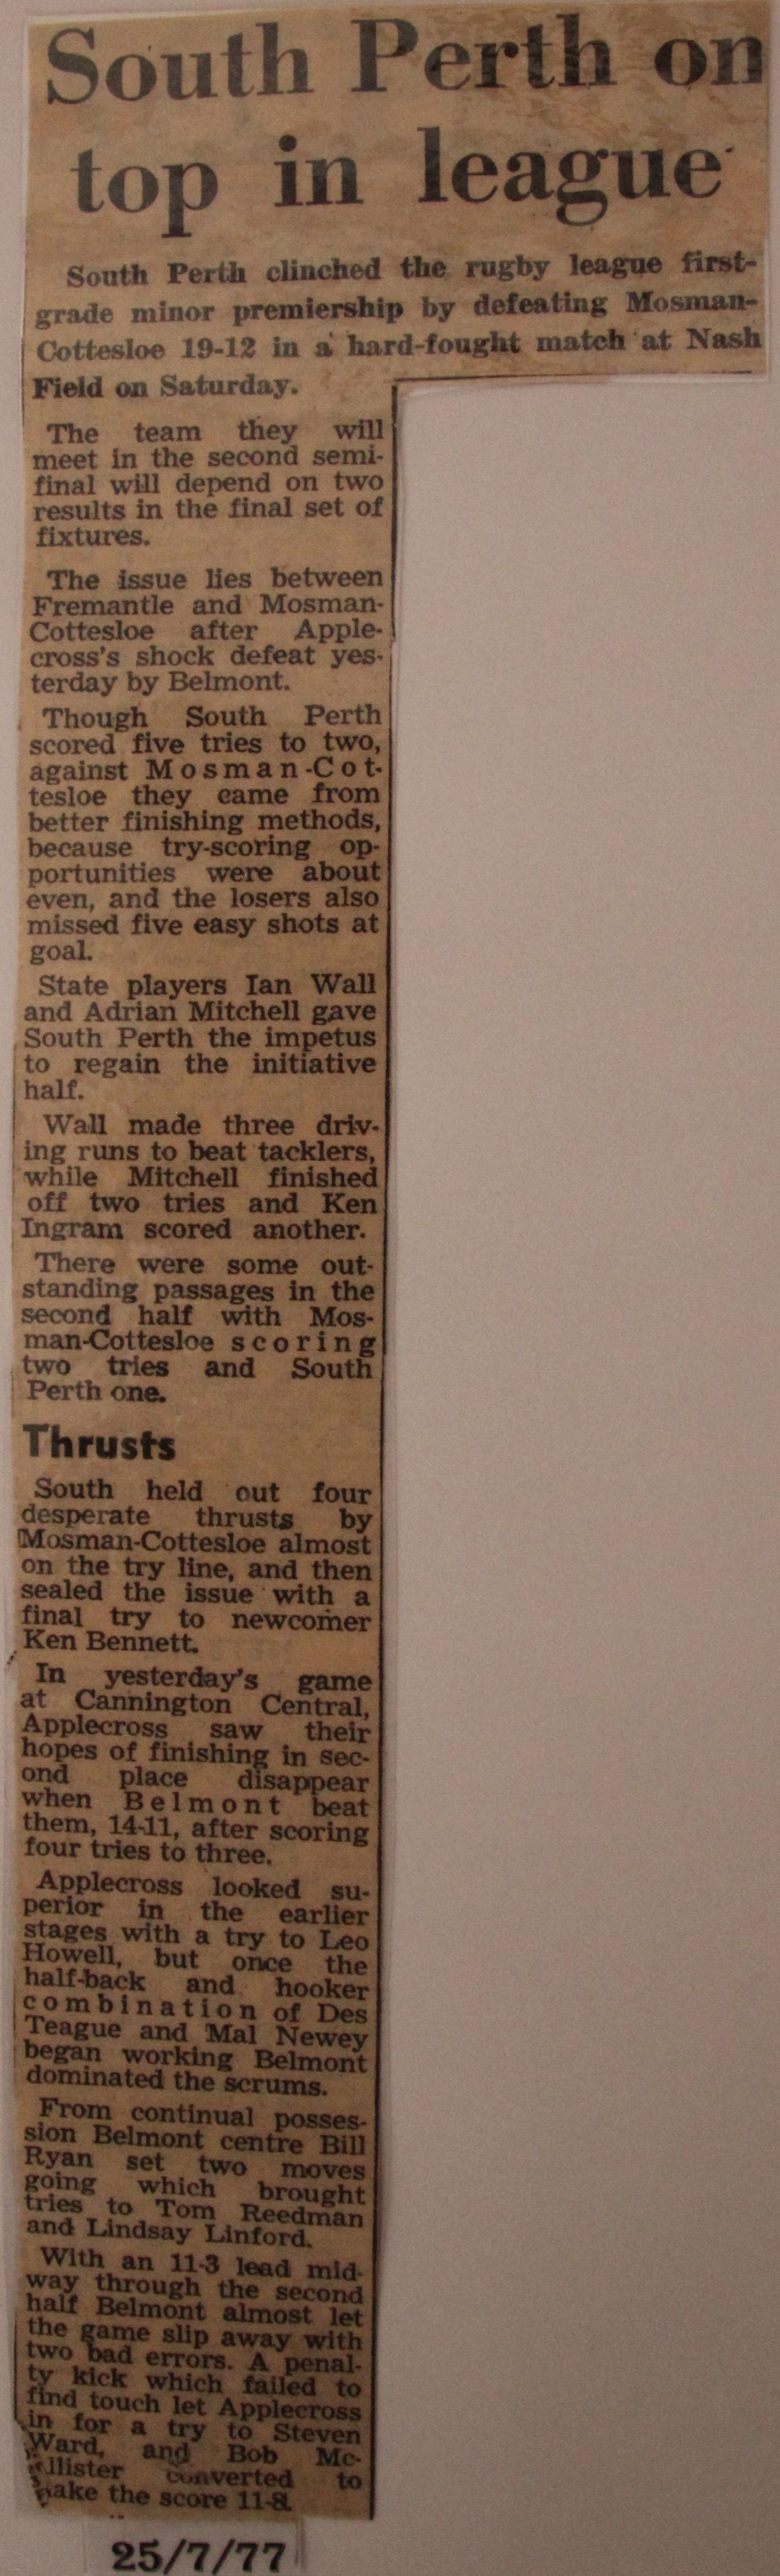 South Perth on
top in league
South Perth clinched the rugby league first-
grade minor premiership by defeating Mosman-
Cottesloe 19-12 in a hard-fought match at Nash
Field on Saturday.
The team they will
meet in the second semi-
final will depend on two
results in the final set of
fixtures.
The issue lies between
Fremantle and Mosman-
Cottesloe after Apple-
cross's shock defeat yes-
terday by Belmont.
Though South Perth
scored five tries to two,
against Mosman-Cot-
tesloe they came from
better finishing methods,
because try-scoring op-
portunities were about
even, and the losers also
missed five easy shots at
goal.
State players Ian Wall
and Adrian Mitchell gave
South Perth the impetus
to regain the initiative
half.
Wall made three driv-
ing runs to beat tacklers,
while Mitchell finished
off two tries and Ken
Ingram scored another.
There were some out-
standing passages in the
second half with Mos-
man-Cottesloe scoring
two tries and South
Perth one.
Thrusts
South held out four
desperate thrusts by
Mosman-Cottesloe almost
on the try line, and then
sealed the issue with a
final try to newcomer
Ken Bennett.
In yesterday's game
at Cannington Central,
Applecross saw their
hopes of finishing in sec-
ond place disappear
when Belmont beat
them, 14-11, after scoring
four tries to three.
Applecross looked su-
perior in the earlier
stages with a try to Leo
Howell, but once the
half-back and hooker
combination of Des
Teague and Mal Newey
began working Belmont
dominated the scrums.
From continual posses-
sion Belmont centre Bill
Ryan set two moves
going which brought
tries to Tom Reedman
and Lindsay Linford.
With an 11-3 lead mid-
way through the second
half Belmont almost let
the game slip away with
two bad errors. A penal-
ty kick which failed to
find touch let Applecross
in for a try to Steven
Ward, and Bob Mc-
llister converted to
ake the score 11-8.
25/7/77